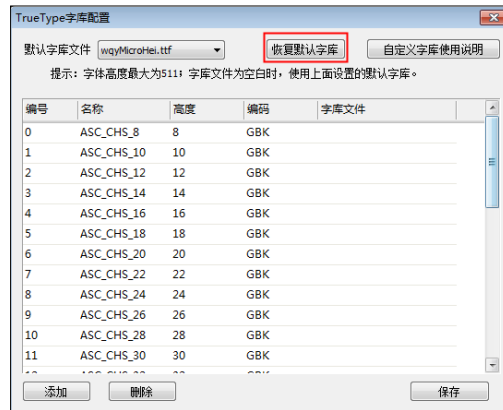 TrueType字库配置
默认字库文件 wqyMicroHei.ttf 恢复默认字库 自定义字库使用说明
提示：字体高度最大为511；字库文件为空白时，使用上面设置的默认字库。
编号 名称 高度 编码 字库文件
0 ASC_CHS_8 8 GBK
1 ASC_CHS_10 10 GBK
2 ASC_CHS_12 12 GBK
3 ASC_CHS_14 14 GBK
4 ASC_CHS_16 16 GBK
5 ASC_CHS_18 18 GBK
6 ASC_CHS_20 20 GBK
7 ASC_CHS_22 22 GBK
8 ASC_CHS_24 24 GBK
9 ASC_CHS_26 26 GBK
10 ASC_CHS_28 28 GBK
11 ASC_CHS_30 30 GBK
添加 删除 保存